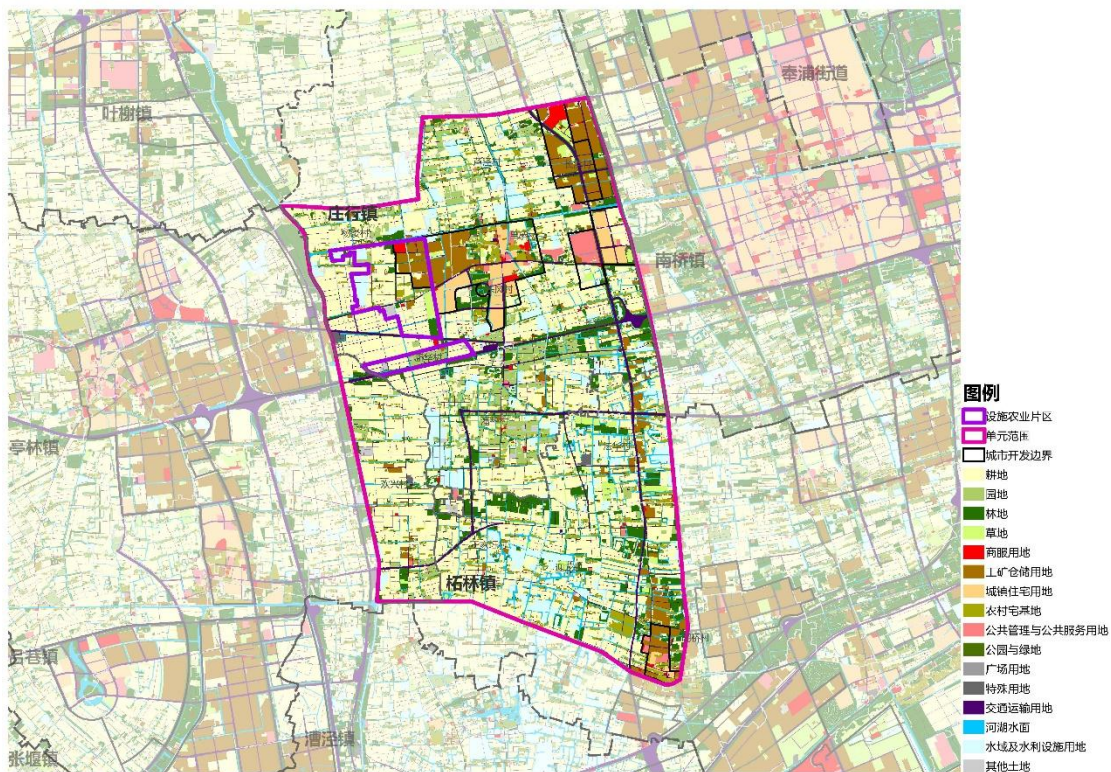 奉浦街道
叶榭镇
庄行镇
南桥镇
亭林镇
柘林镇
吕巷镇
漕泾镇
张堰镇
图例
设施农业片区
单元范围
城市开发边界
耕地
园地
林地
草地
商服用地
工矿仓储用地
城镇住宅用地
农村宅基地
公共管理与公共服务用地
公园与绿地
广场用地
特殊用地
交通运输用地
河湖水面
水域及水利设施用地
其他土地